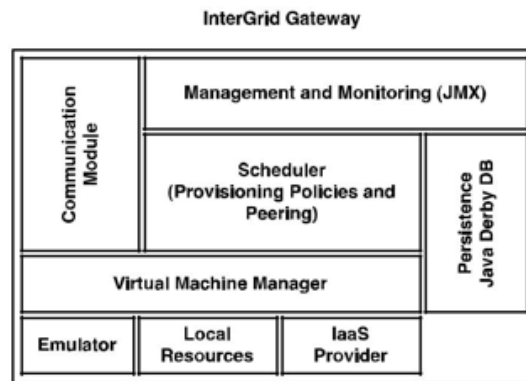 InterGrid Gateway
Communication
Module
Management and Monitoring (JMX)
Scheduler
(Provisioning Policies and
Peering)
Persistence
Java Derby DB
Virtual Machine Manager
Emulator
Local
Resources
IaaS
Provider